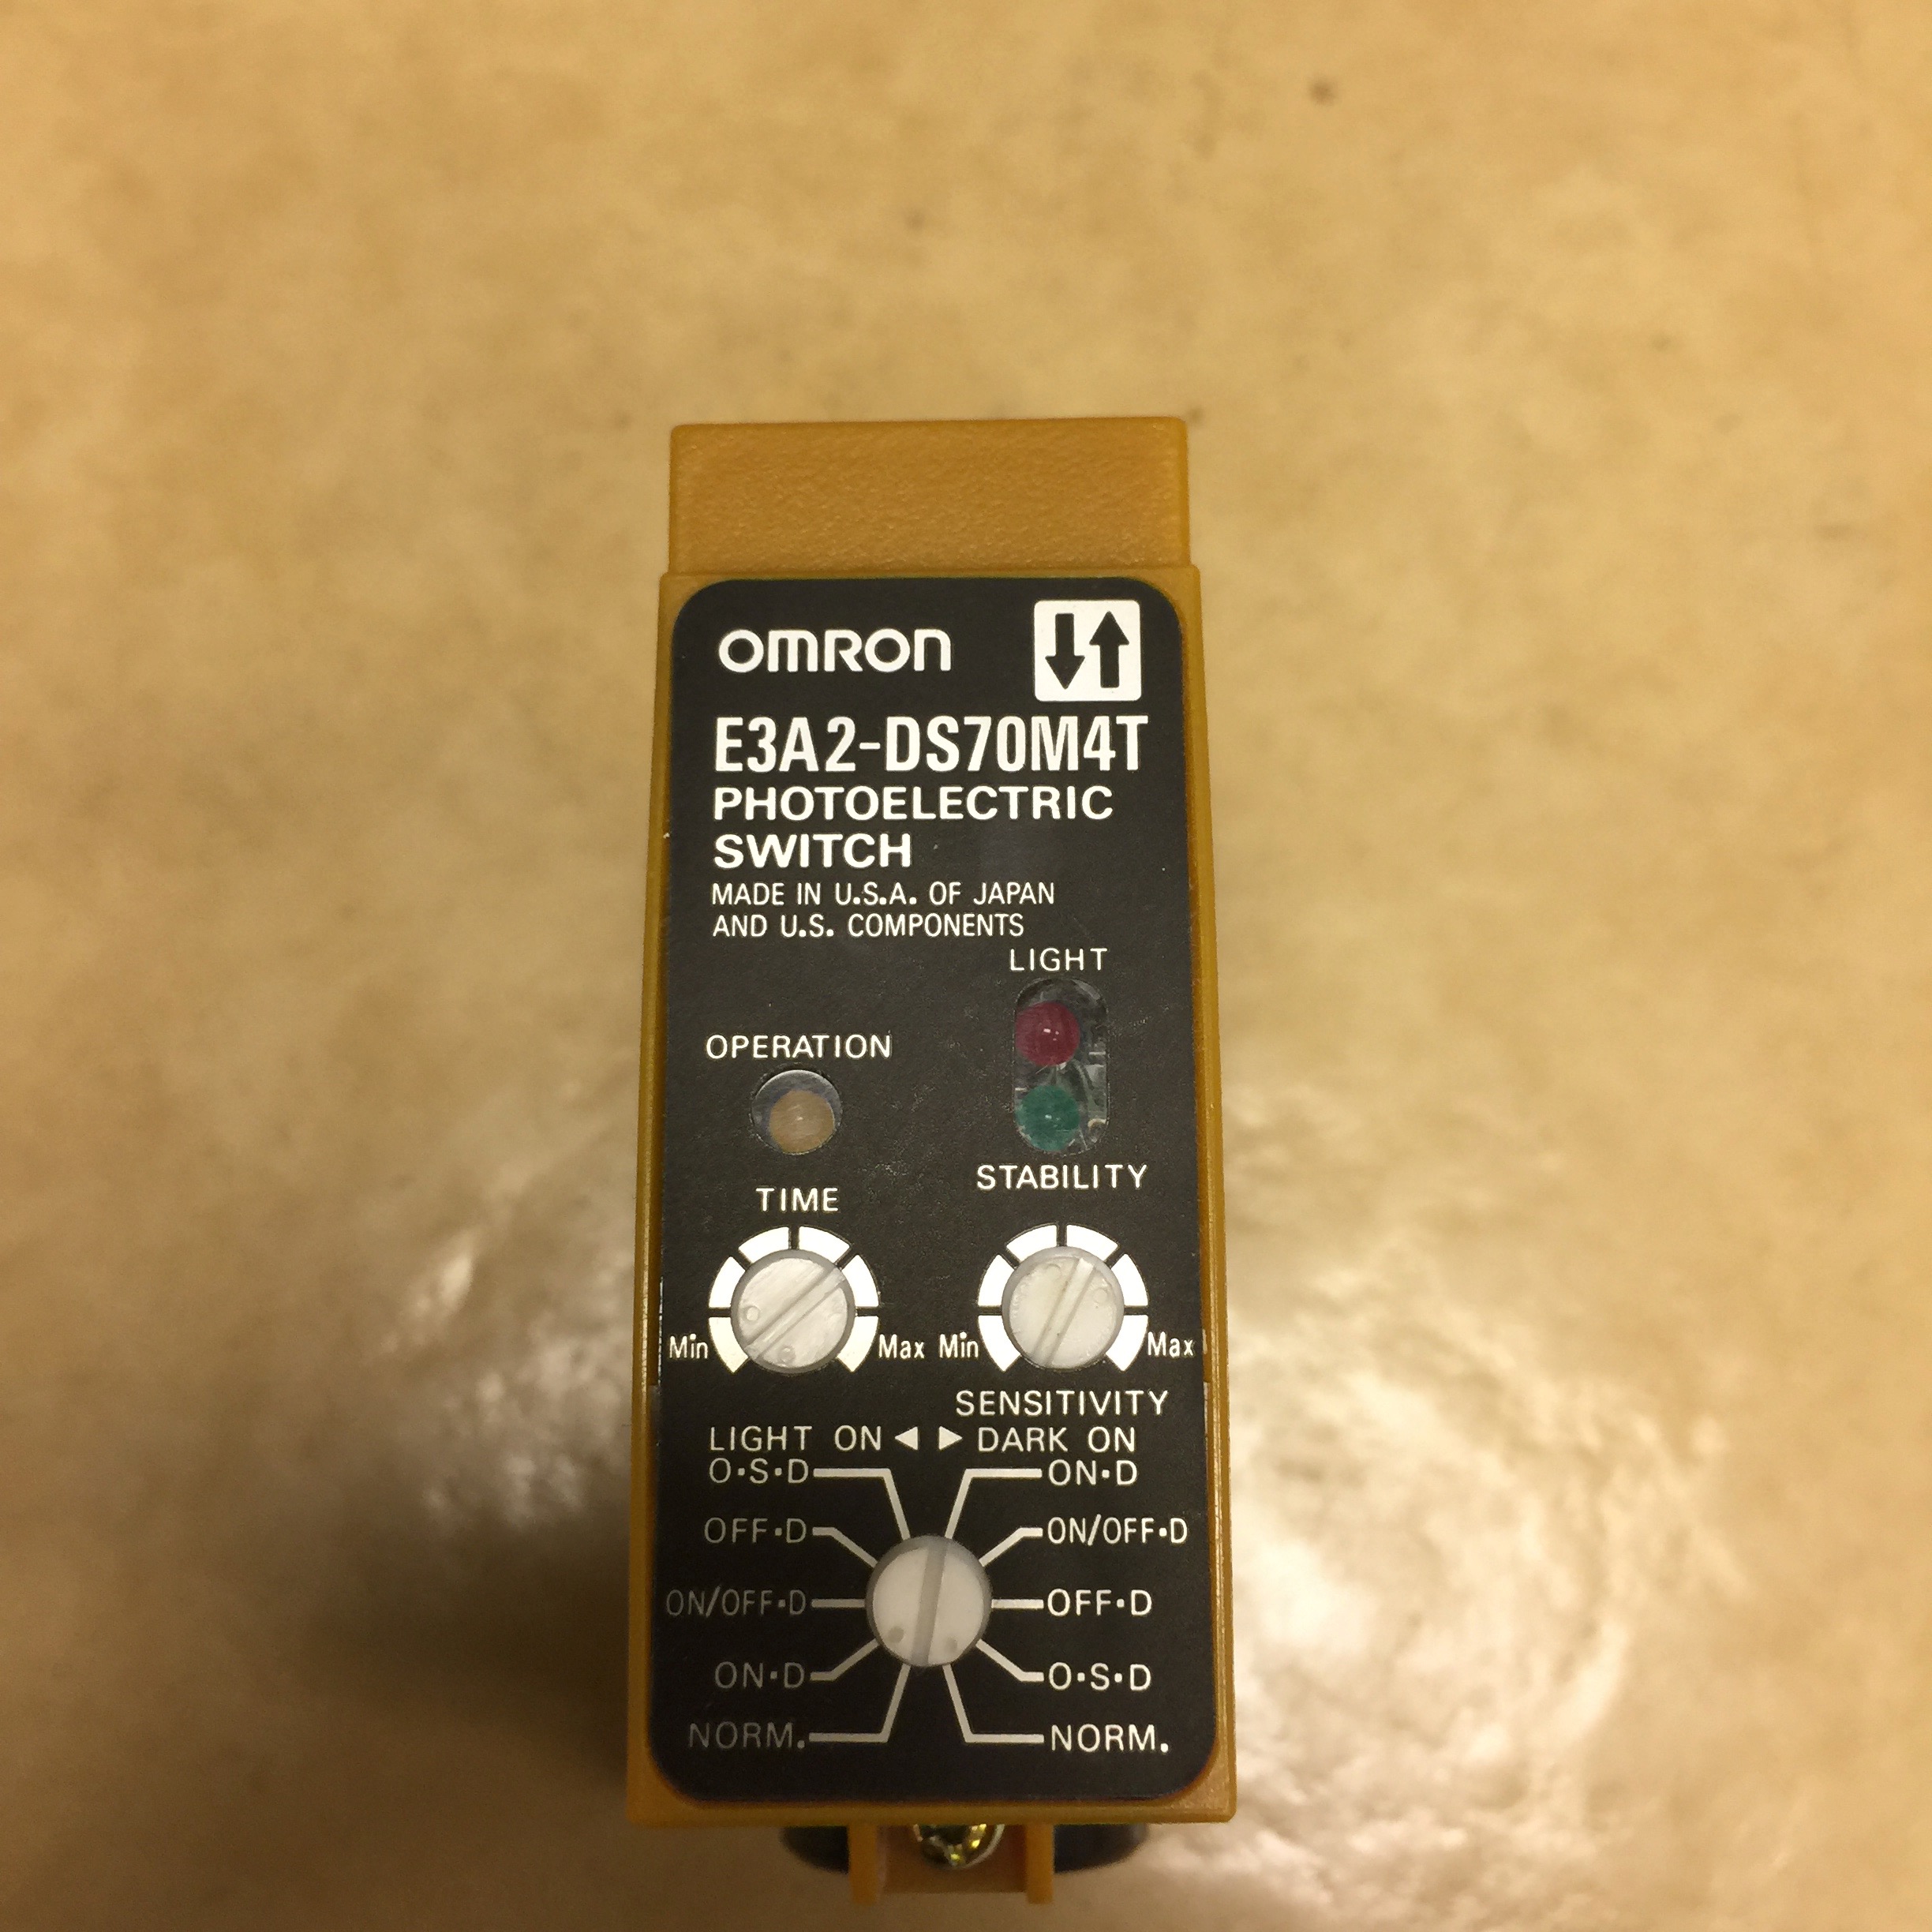 OMRON
E3A2-DS70M4T
PHOTOELECTRIC
SWITCH
MADE IN U.S.A. OF JAPAN
AND U.S. COMPONENTS
LIGHT
OPERATION
STABILITY
TIME
Min Max Min Max
SENSITIVITY
LIGHT ON ◀ ▶ DARK ON
O·S·D ON·D
OFF·D ON/OFF·D
ON/OFF·D OFF·D
ON·D O·S·D
NORM. NORM.